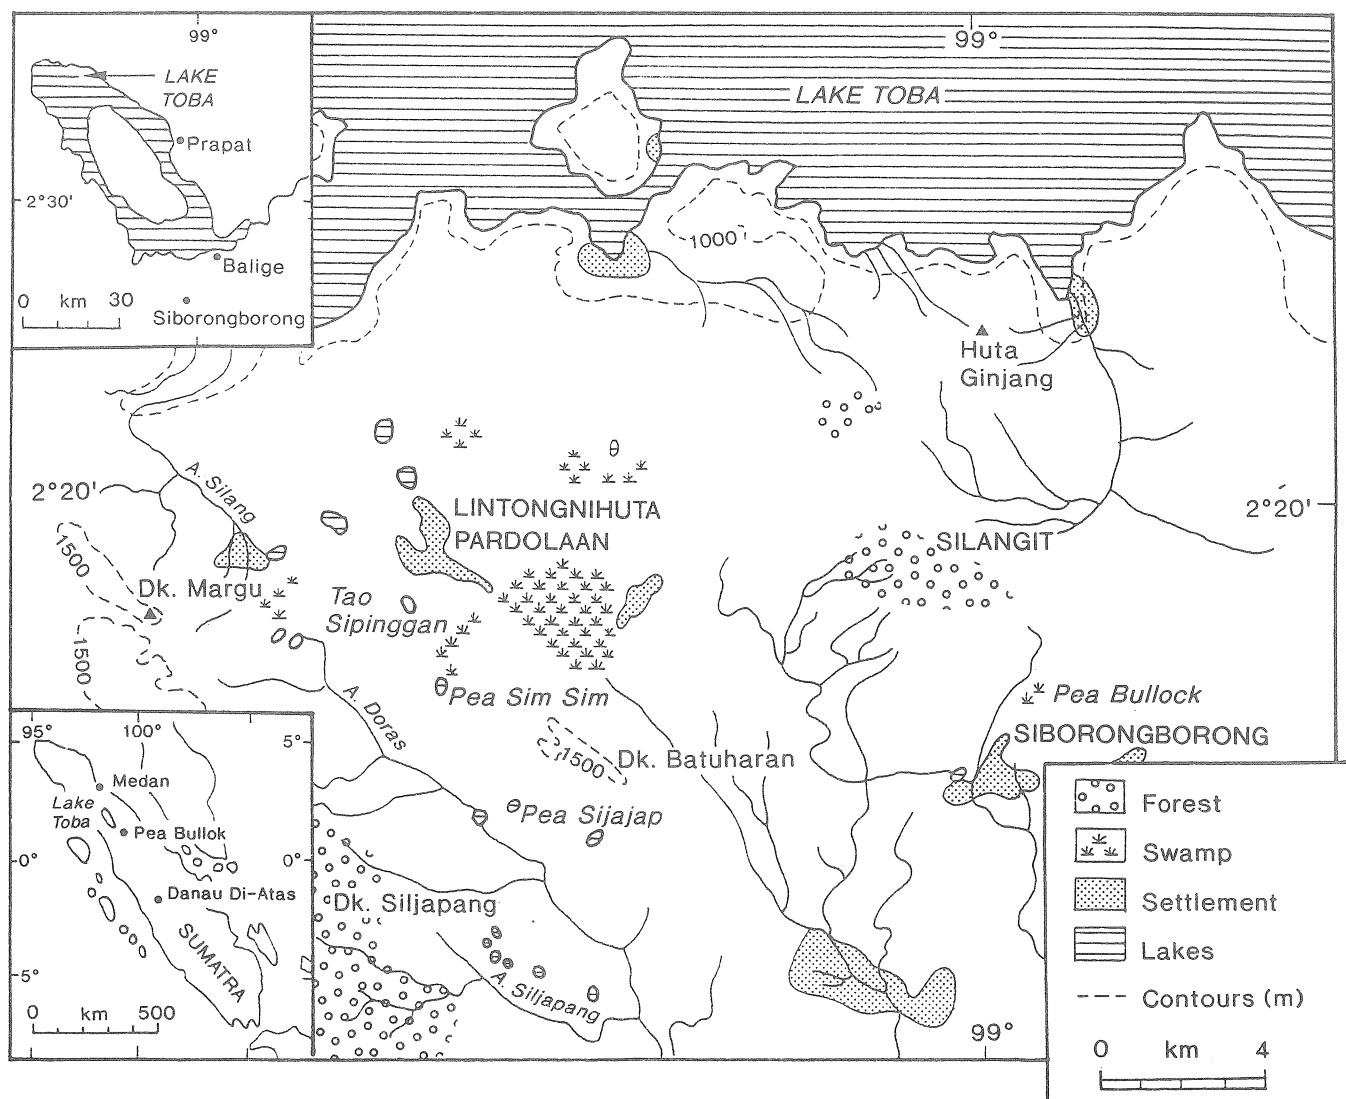 99°
LAKE
TOBA
Prapat
2°30'
Balige
0 km 30
Siborongborong
99°
LAKE TOBA
1000
Huta
Ginjang
2°20'
A. Silang
LINTONGNIHUTA
PARDOLAAN
2°20'
SILANGIT
1500
Dk. Margu
Tao
Sipinggan
1500
Pea Sim Sim
A. Doras
Pea Bullock
SIBORONGBORONG
1500
Dk. Batuharan
Pea Sijajap
Dk. Siljapang
A. Siljapang
99°
95°
100°
5°
Medan
Lake
Toba
Pea Bullok
0°
0°
Danau Di-Atas
SUMATRA
5°
0 km 500
Forest
Swamp
Settlement
Lakes
Contours (m)
0 km 4